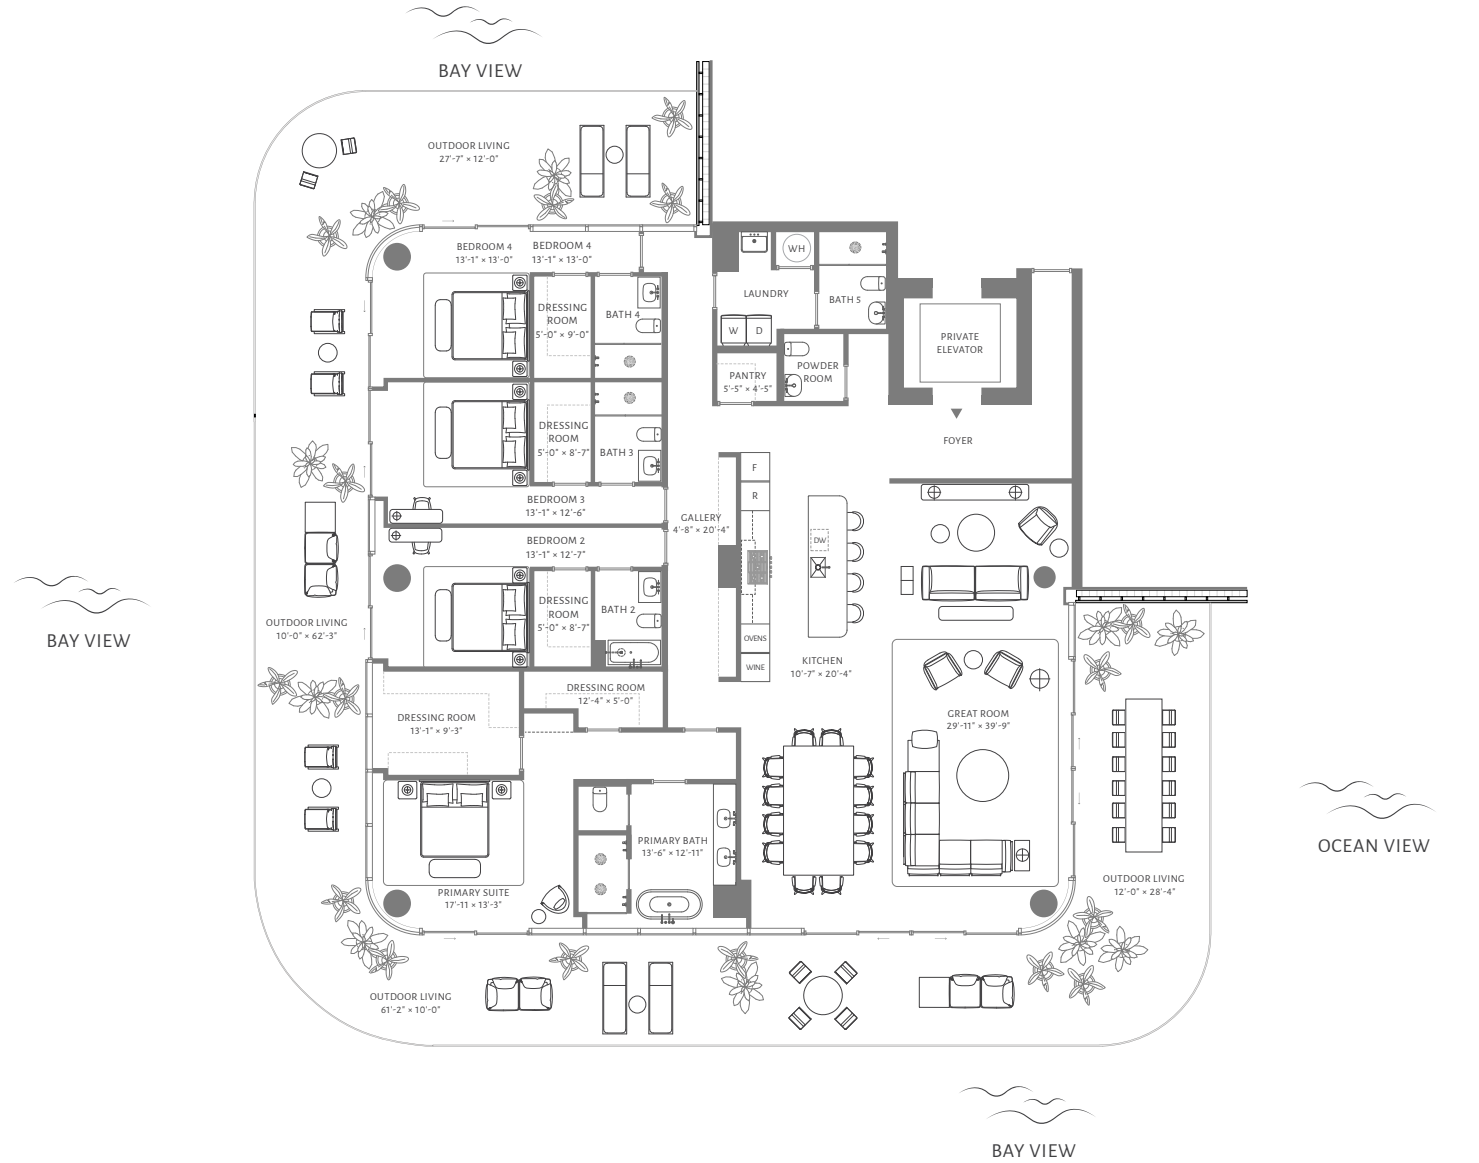 BAY VIEW
OUTDOOR LIVING
27'-7" × 12'-0"
BEDROOM 4
13'-1" × 13'-0"
BEDROOM 4
13'-1" × 13'-0"
DRESSING
ROOM
5'-0" × 9'-0"
BATH 4
WH
LAUNDRY
BATH 5
W
D
PRIVATE
ELEVATOR
PANTRY
5'-5" × 4'-5"
POWDER
ROOM
FOYER
DRESSING
ROOM
5'-0" × 8'-7"
BATH 3
F
R
BEDROOM 3
13'-1" × 12'-6"
GALLERY
4'-8" × 20'-4"
DW
BEDROOM 2
13'-1" × 12'-7"
DRESSING
ROOM
5'-0" × 8'-7"
BATH 2
OVENS
WINE
KITCHEN
10'-7" × 20'-4"
OUTDOOR LIVING
10'-0" × 62'-3"
BAY VIEW
DRESSING ROOM
12'-4" × 5'-0"
DRESSING ROOM
13'-1" × 9'-3"
GREAT ROOM
29'-11" × 39'-9"
PRIMARY BATH
13'-6" × 12'-11"
PRIMARY SUITE
17'-11 × 13'-3"
OUTDOOR LIVING
12'-0" × 28'-4"
OCEAN VIEW
OUTDOOR LIVING
61'-2" × 10'-0"
BAY VIEW